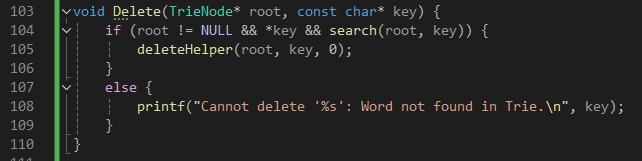 103 void Delete(TrieNode* root, const char* key) {
104     if (root != NULL && *key && search(root, key)) {
105         deleteHelper(root, key, 0);
106     }
107     else {
108         printf("Cannot delete '%s': Word not found in Trie.\n", key);
109     }
110 }